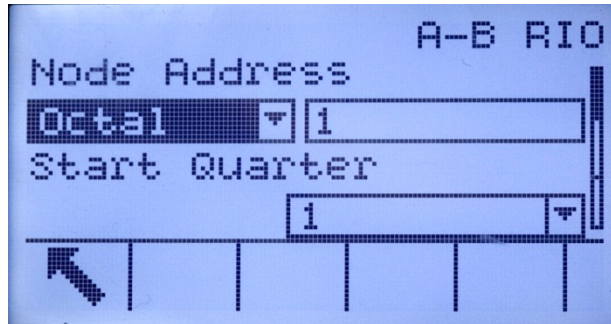 A-B RIO
Node Address
Octal 1
Start Quarter
1